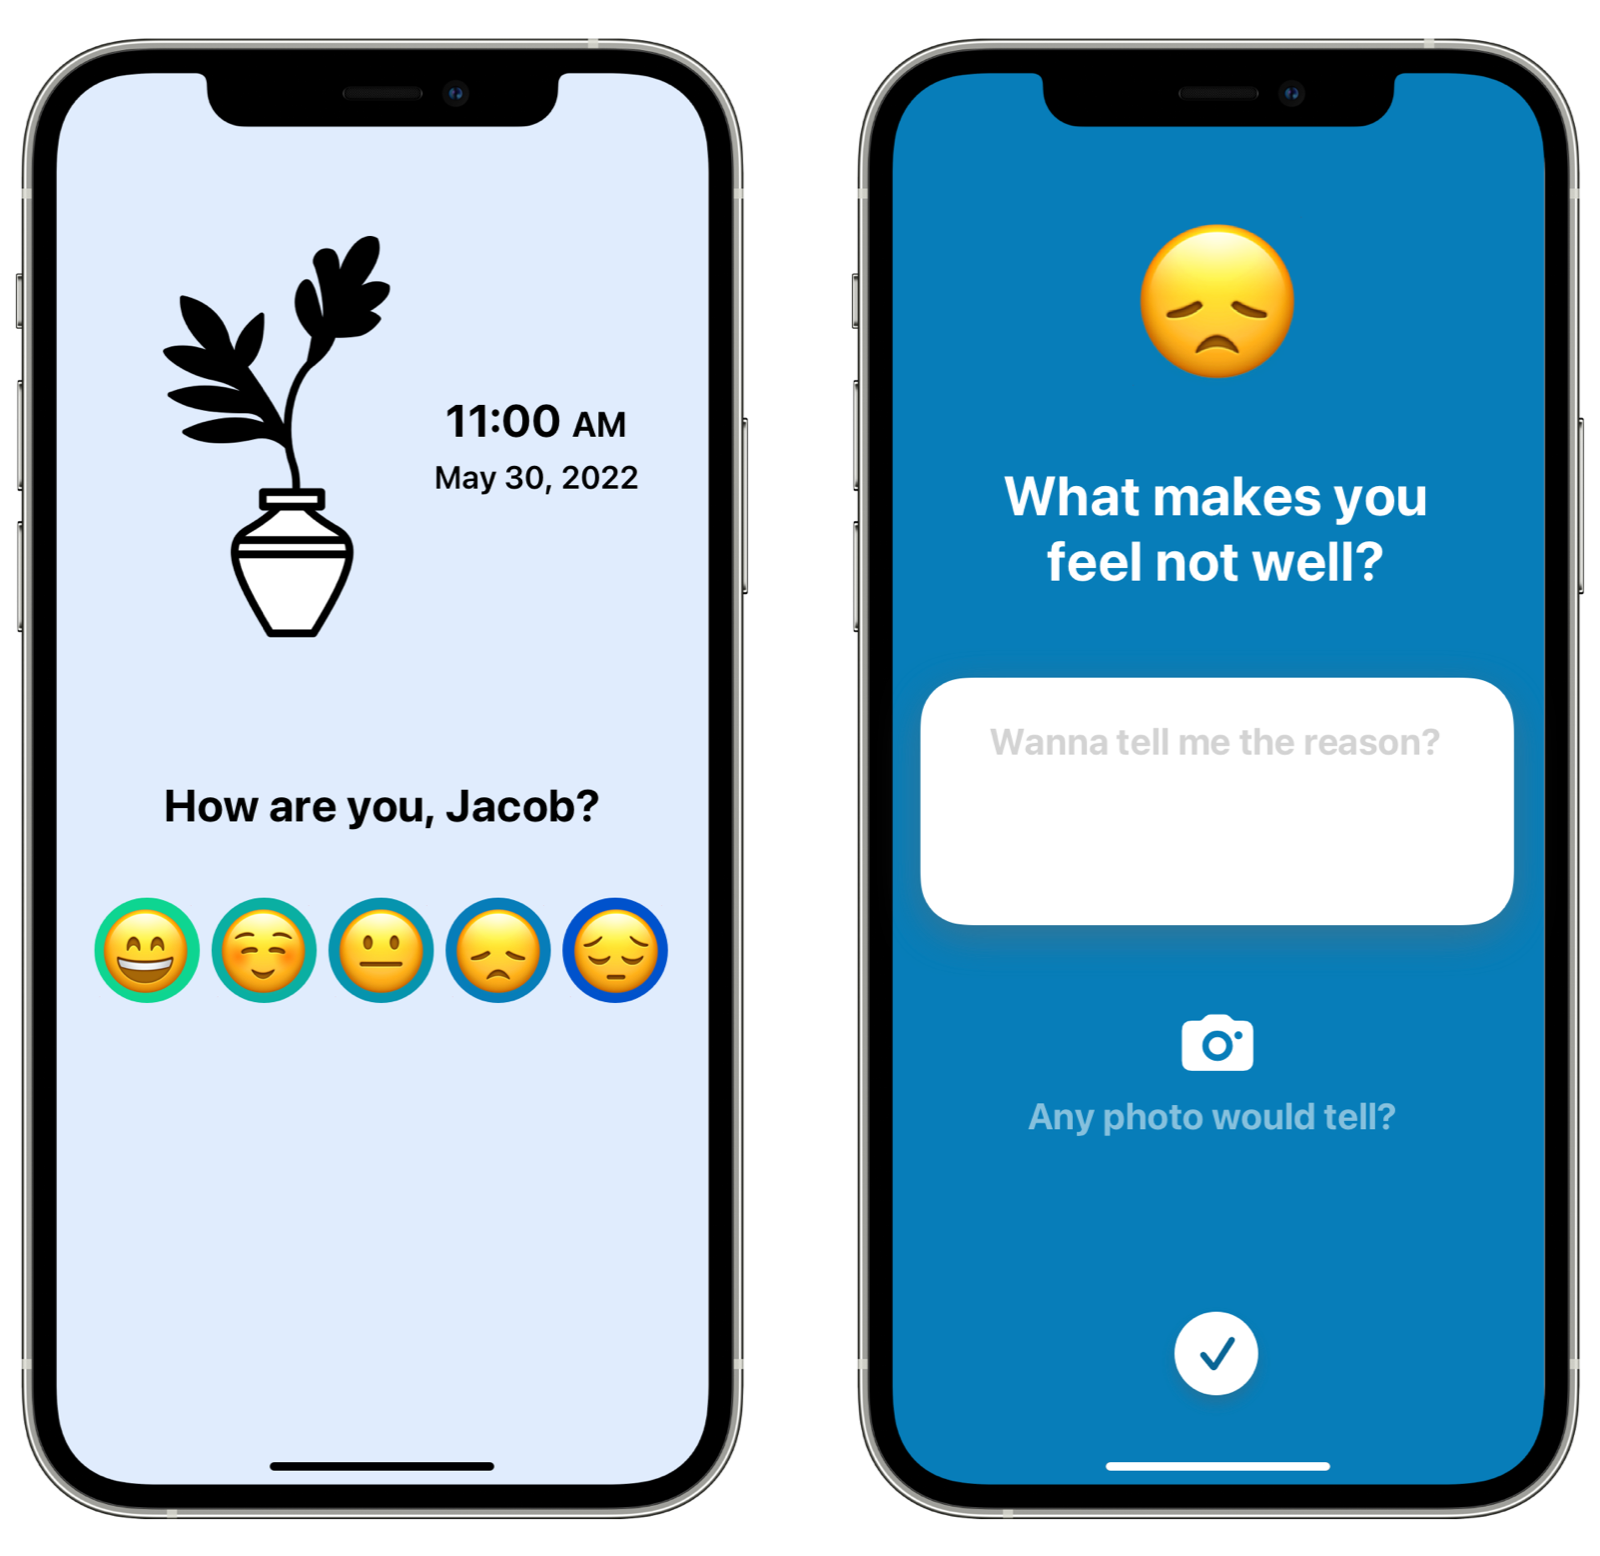 11:00 AM
May 30, 2022
How are you, Jacob?
What makes you
feel not well?
Wanna tell me the reason?
Any photo would tell?